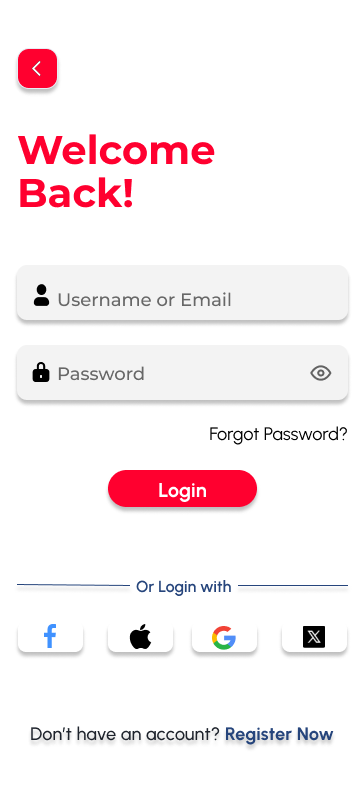 Welcome
Back!
Username or Email
Password
Forgot Password?
Login
Or Login with
Don’t have an account? Register Now